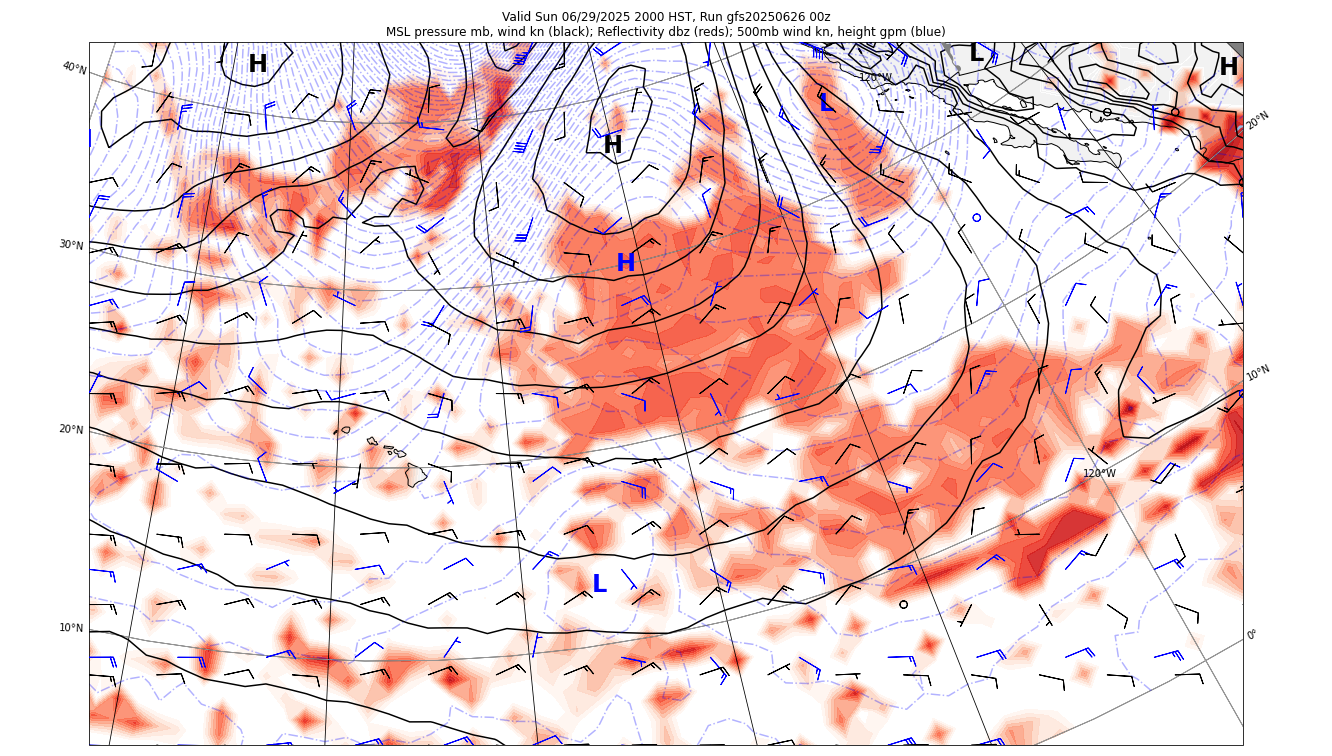 Valid Sun 06/29/2025 2000 HST, Run gfs20250626 00z
MSL pressure mb, wind kn (black); Reflectivity dbz (reds); 500mb wind kn, height gpm (blue)
H
L
H
40°N
120°W
L
20°N
H
30°N
H
10°N
20°N
120°W
L
10°N
0°